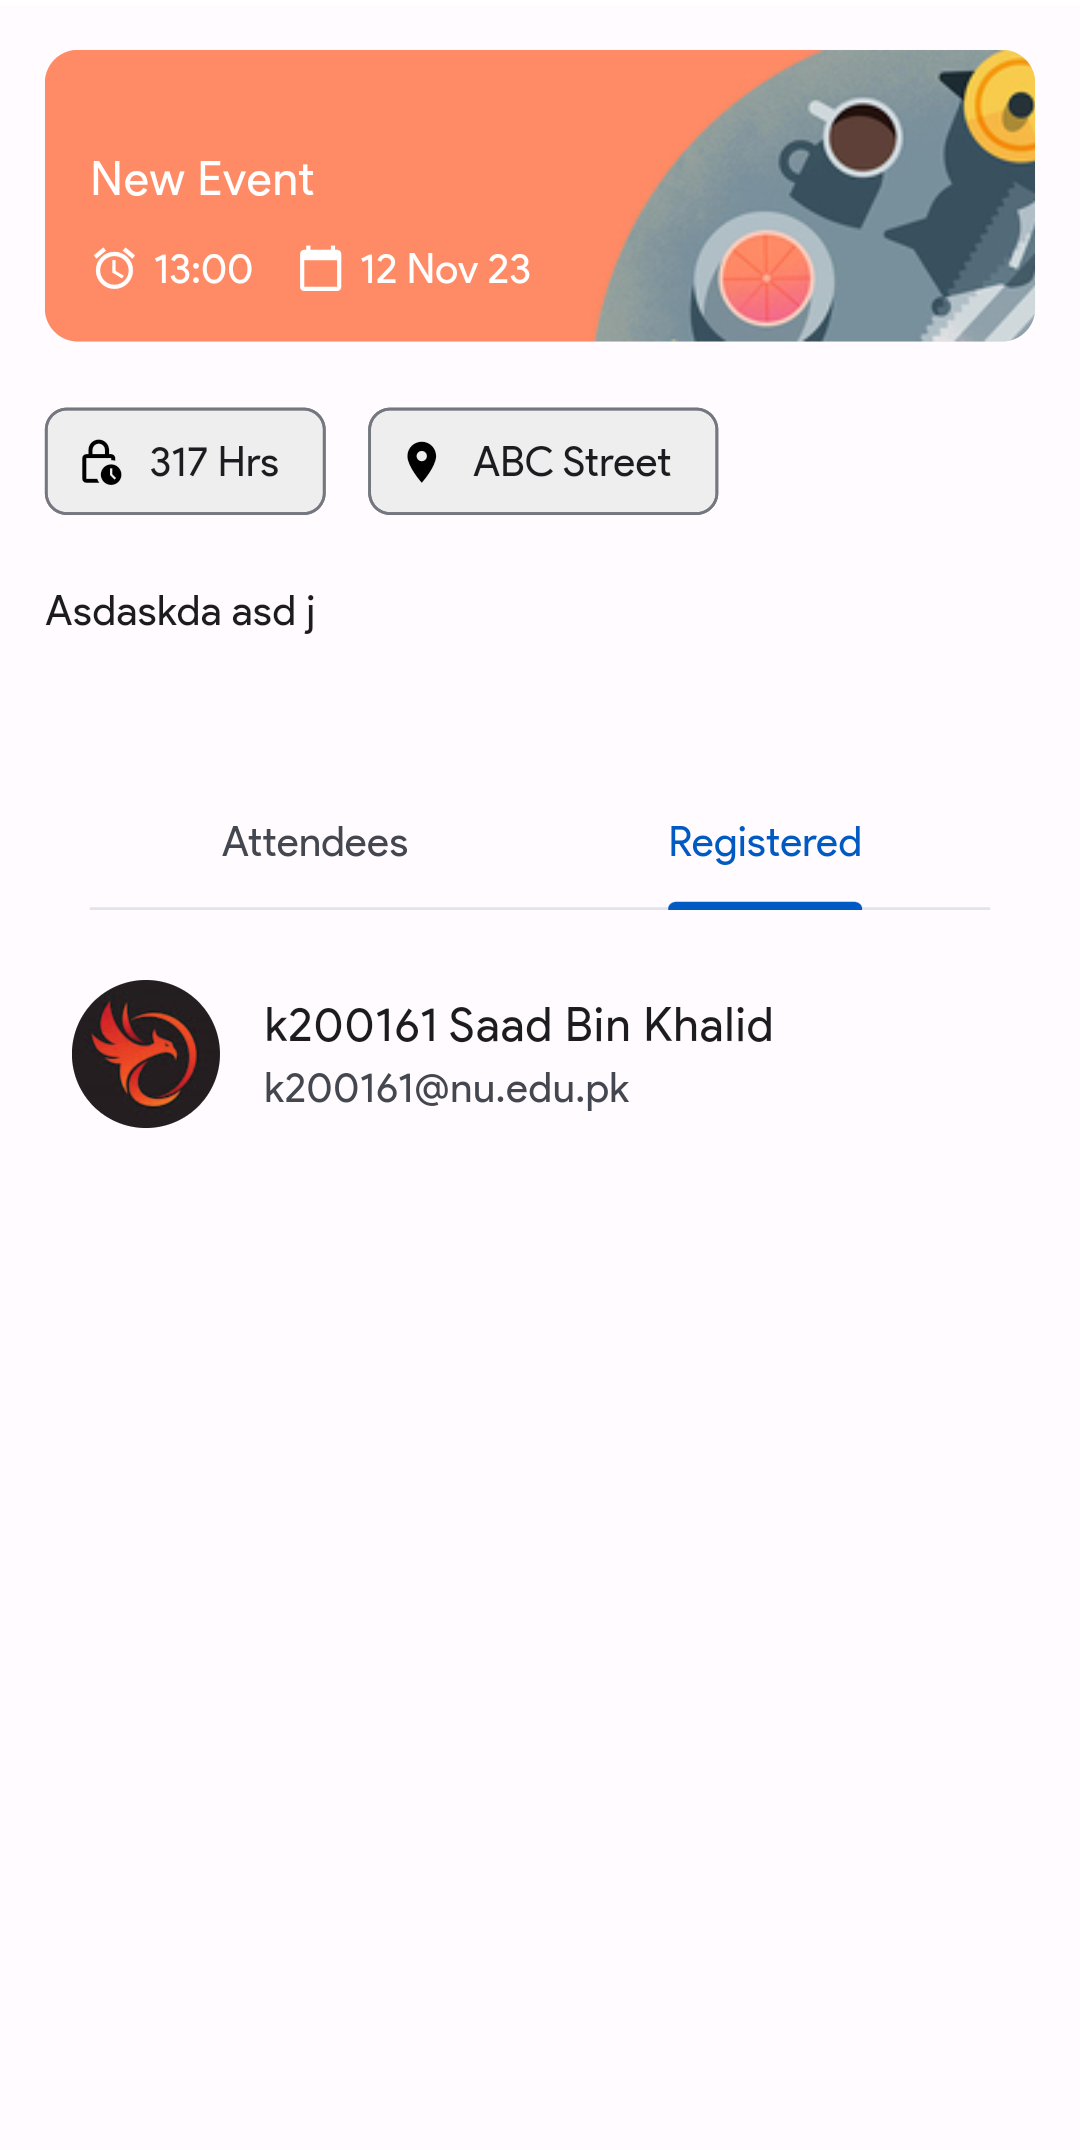 New Event
13:00 12 Nov 23
317 Hrs ABC Street
Asdaskda asd j
Attendees Registered
k200161 Saad Bin Khalid
k200161@nu.edu.pk